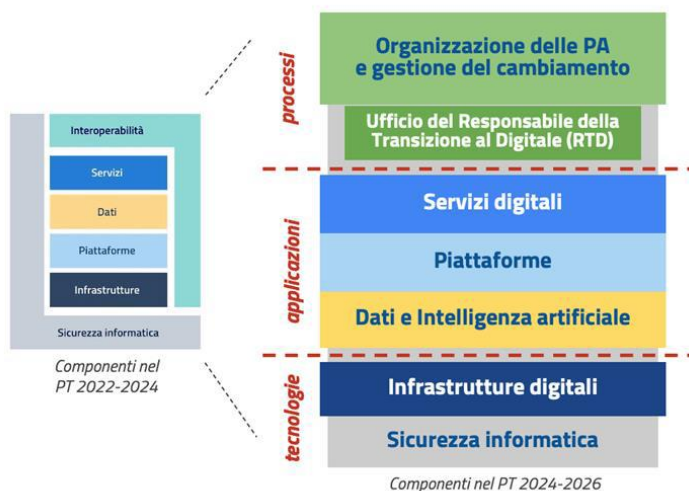 Interoperabilità
Servizi
Dati
Piattaforme
Infrastrutture
Sicurezza informatica
Componenti nel
PT 2022-2024
processi
Organizzazione delle PA
e gestione del cambiamento
Ufficio del Responsabile della
Transizione al Digitale (RTD)
applicazioni
Servizi digitali
Piattaforme
Dati e Intelligenza artificiale
tecnologie
Infrastrutture digitali
Sicurezza informatica
Componenti nel PT 2024-2026